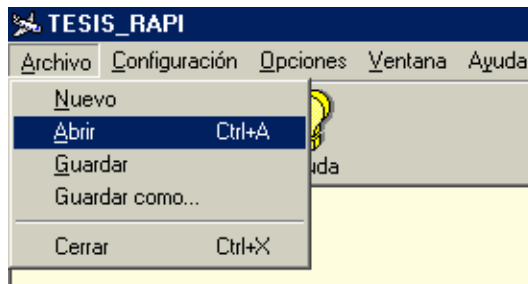 TESIS_RAPI
Archivo Configuración Opciones Ventana Ayuda
Nuevo
Abrir Ctrl+A
Guardar
uda
Guardar como...
Cerrar Ctrl+X